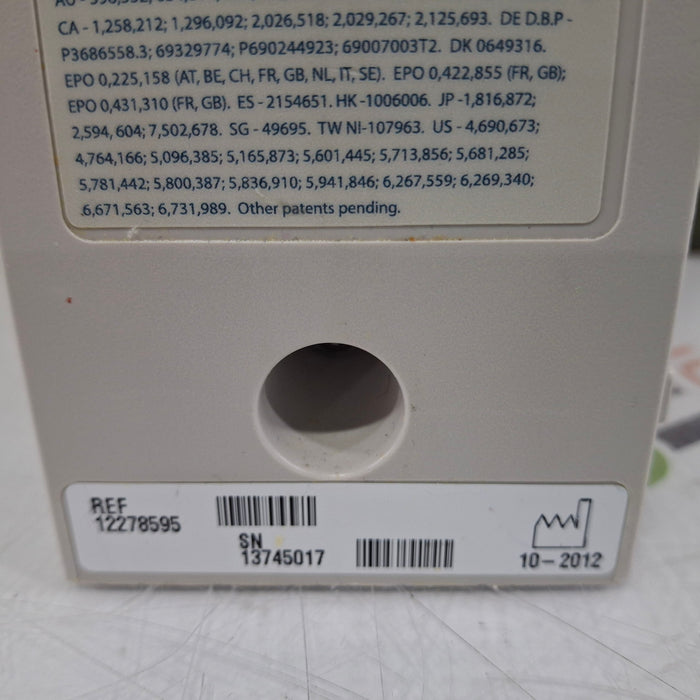 CA - 1,258,212; 1,296,092; 2,026,518; 2,029,267; 2,125,693. DE D.B.P -
P3686558.3; 69329774; P690244923; 69007003T2. DK 0649316.
EPO 0,225,158 (AT, BE, CH, FR, GB, NL, IT, SE). EPO 0,422,855 (FR, GB);
EPO 0,431,310 (FR, GB). ES - 2154651. HK -1006006. JP -1,816,872;
2,594,604; 7,502,678. SG - 49695. TW NI-107963. US - 4,690,673;
4,764,166; 5,096,385; 5,165,873; 5,601,445; 5,713,856; 5,681,285;
5,781,442; 5,800,387; 5,836,910; 5,941,846; 6,267,559; 6,269,340;
6,671,563; 6,731,989. Other patents pending.
REF
12278595
SN
13745017
10-2012